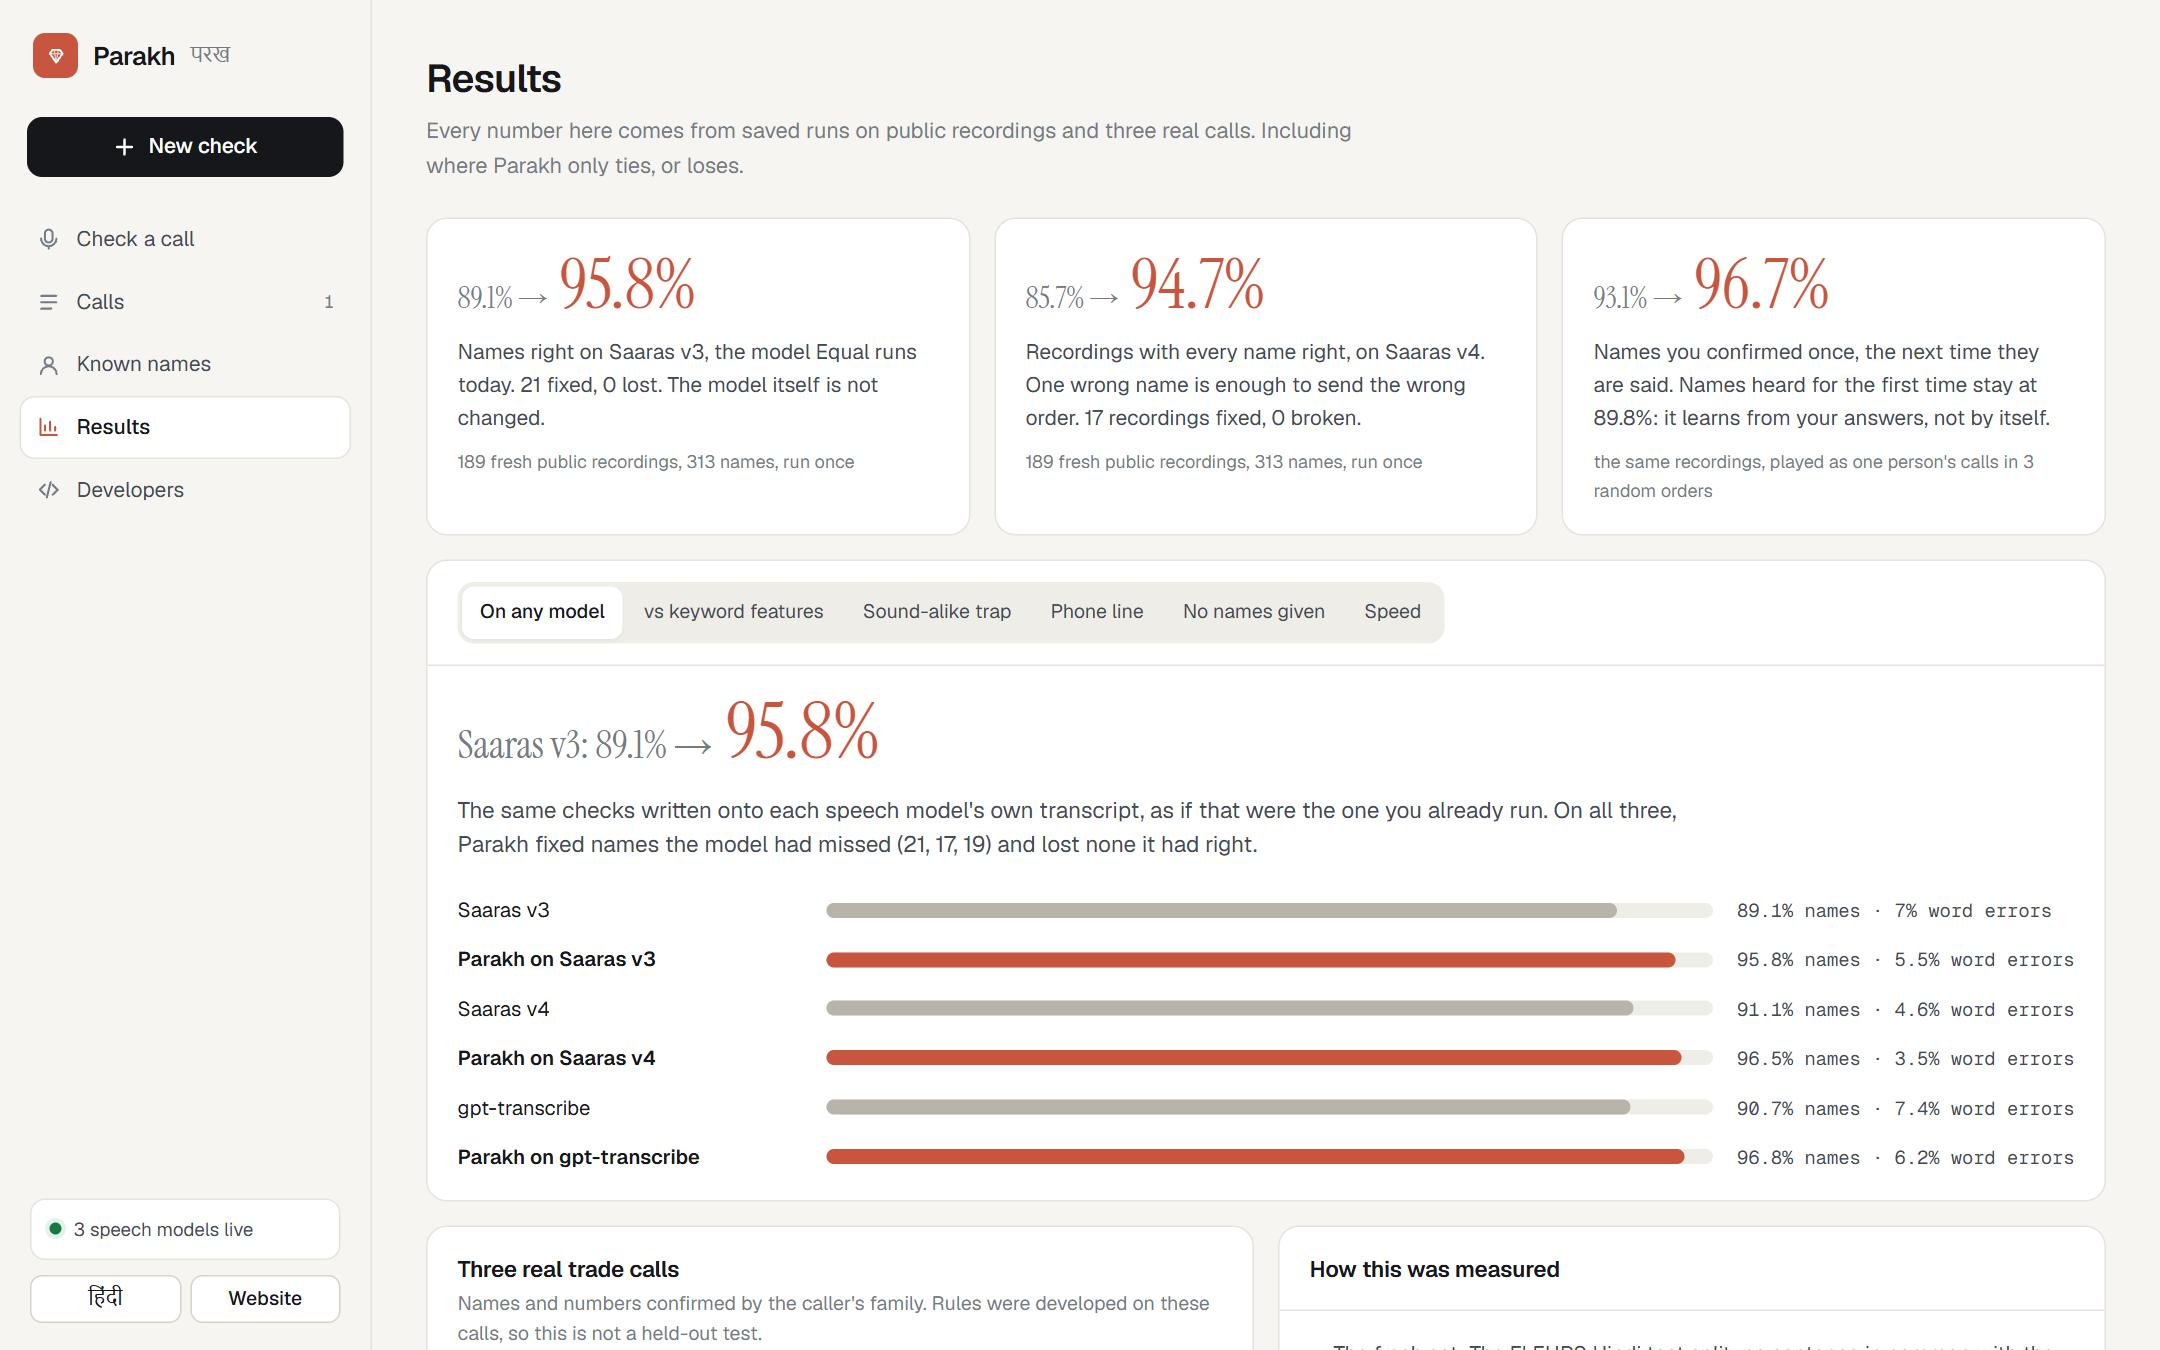 Parakh परख
New check
Check a call
Calls 1
Known names
Results
Developers
3 speech models live
हिंदी
Website
Results
Every number here comes from saved runs on public recordings and three real calls. Including
where Parakh only ties, or loses.
89.1% → 95.8%
Names right on Saaras v3, the model Equal runs
today. 21 fixed, 0 lost. The model itself is not
changed.
189 fresh public recordings, 313 names, run once
85.7% → 94.7%
Recordings with every name right, on Saaras v4.
One wrong name is enough to send the wrong
order. 17 recordings fixed, 0 broken.
189 fresh public recordings, 313 names, run once
93.1% → 96.7%
Names you confirmed once, the next time they
are said. Names heard for the first time stay at
89.8%: it learns from your answers, not by itself.
the same recordings, played as one person's calls in 3
random orders
On any model vs keyword features Sound-alike trap Phone line No names given Speed
Saaras v3: 89.1% → 95.8%
The same checks written onto each speech model's own transcript, as if that were the one you already run. On all three,
Parakh fixed names the model had missed (21, 17, 19) and lost none it had right.
Saaras v3 89.1% names · 7% word errors
Parakh on Saaras v3 95.8% names · 5.5% word errors
Saaras v4 91.1% names · 4.6% word errors
Parakh on Saaras v4 96.5% names · 3.5% word errors
gpt-transcribe 90.7% names · 7.4% word errors
Parakh on gpt-transcribe 96.8% names · 6.2% word errors
Three real trade calls
Names and numbers confirmed by the caller's family. Rules were developed on these
calls, so this is not a held-out test.
How this was measured